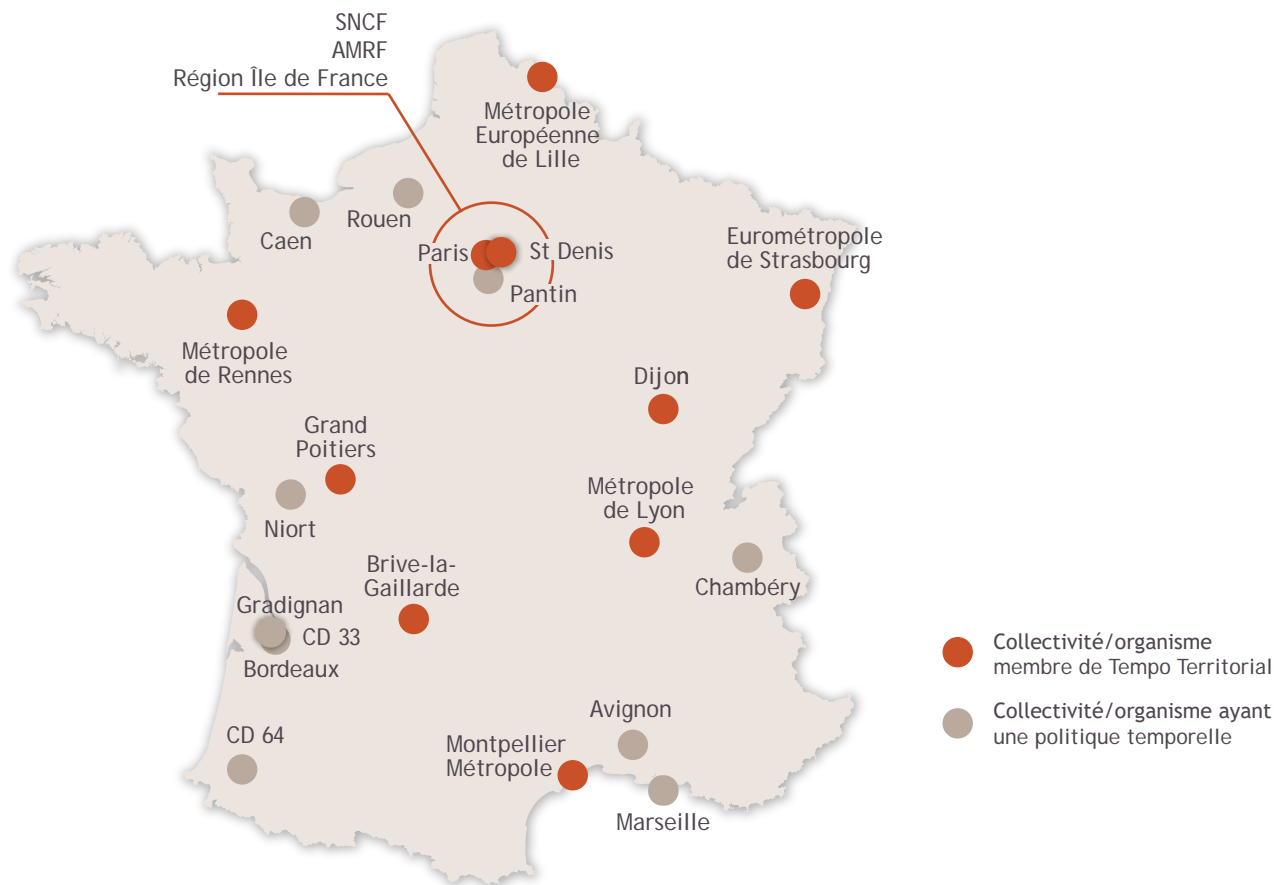 SNCF
AMRF
Région Île de France
Métropole
Européenne
de Lille
Rouen
Caen
Paris
St Denis
Pantin
Eurométropole
de Strasbourg
Métropole
de Rennes
Dijon
Grand
Poitiers
Niort
Métropole
de Lyon
Chambéry
Brive-la-
Gaillarde
Gradignan
CD 33
Bordeaux
CD 64
Avignon
Montpellier
Métropole
Marseille
Collectivité/organisme
membre de Tempo Territorial
Collectivité/organisme ayant
une politique temporelle